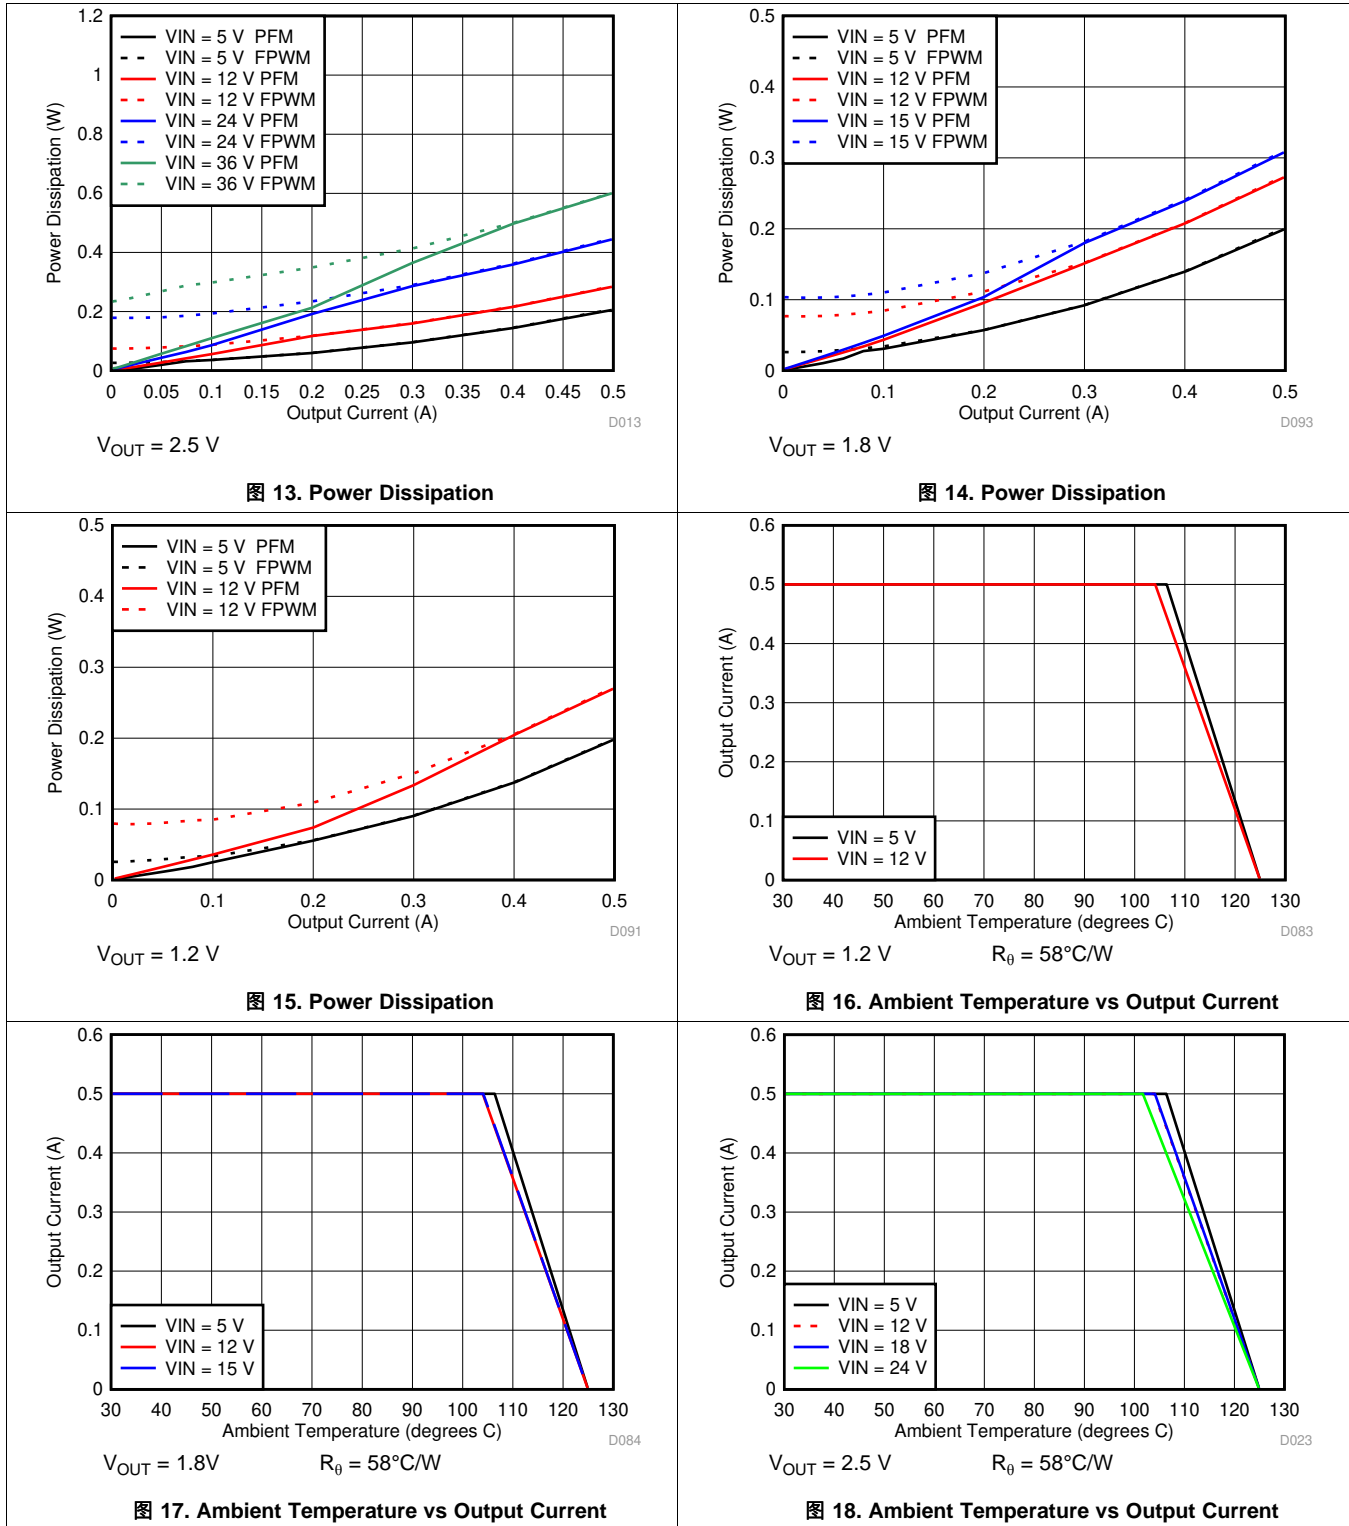 1.2
1
0.8
0.6
0.4
0.2
0
Power Dissipation (W)
VIN = 5 V PFM
VIN = 5 V FPWM
VIN = 12 V PFM
VIN = 12 V FPWM
VIN = 24 V PFM
VIN = 24 V FPWM
VIN = 36 V PFM
VIN = 36 V FPWM
0 0.05 0.1 0.15 0.2 0.25 0.3 0.35 0.4 0.45 0.5
Output Current (A)
D013
VOUT = 2.5 V
图 13. Power Dissipation
0.5
0.4
0.3
0.2
0.1
0
Power Dissipation (W)
VIN = 5 V PFM
VIN = 5 V FPWM
VIN = 12 V PFM
VIN = 12 V FPWM
VIN = 15 V PFM
VIN = 15 V FPWM
0 0.1 0.2 0.3 0.4 0.5
Output Current (A)
D093
VOUT = 1.8 V
图 14. Power Dissipation
0.5
0.4
0.3
0.2
0.1
0
Power Dissipation (W)
VIN = 5 V PFM
VIN = 5 V FPWM
VIN = 12 V PFM
VIN = 12 V FPWM
0 0.1 0.2 0.3 0.4 0.5
Output Current (A)
D091
VOUT = 1.2 V
图 15. Power Dissipation
0.6
0.5
0.4
0.3
0.2
0.1
0
Output Current (A)
VIN = 5 V
VIN = 12 V
30 40 50 60 70 80 90 100 110 120 130
Ambient Temperature (degrees C)
D083
VOUT = 1.2 V Rθ = 58°C/W
图 16. Ambient Temperature vs Output Current
0.6
0.5
0.4
0.3
0.2
0.1
0
Output Current (A)
VIN = 5 V
VIN = 12 V
VIN = 15 V
30 40 50 60 70 80 90 100 110 120 130
Ambient Temperature (degrees C)
D084
VOUT = 1.8V Rθ = 58°C/W
图 17. Ambient Temperature vs Output Current
0.6
0.5
0.4
0.3
0.2
0.1
0
Output Current (A)
VIN = 5 V
VIN = 12 V
VIN = 18 V
VIN = 24 V
30 40 50 60 70 80 90 100 110 120 130
Ambient Temperature (degrees C)
D023
VOUT = 2.5 V Rθ = 58°C/W
图 18. Ambient Temperature vs Output Current